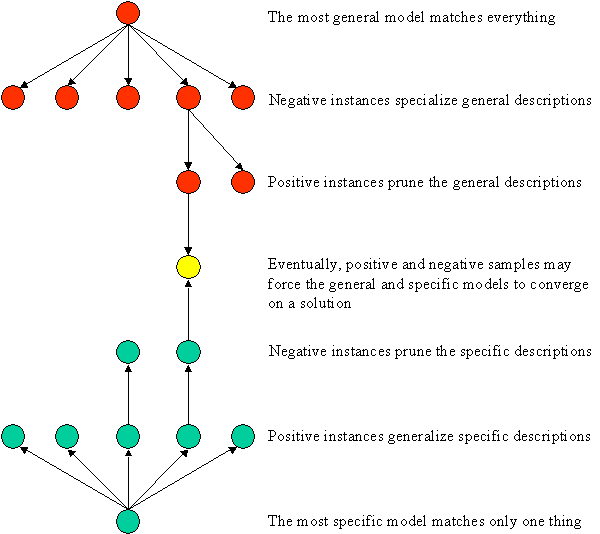 The most general model matches everything
Negative instances specialize general descriptions
Positive instances prune the general descriptions
Eventually, positive and negative samples may
force the general and specific models to converge
on a solution
Negative instances prune the specific descriptions
Positive instances generalize specific descriptions
The most specific model matches only one thing